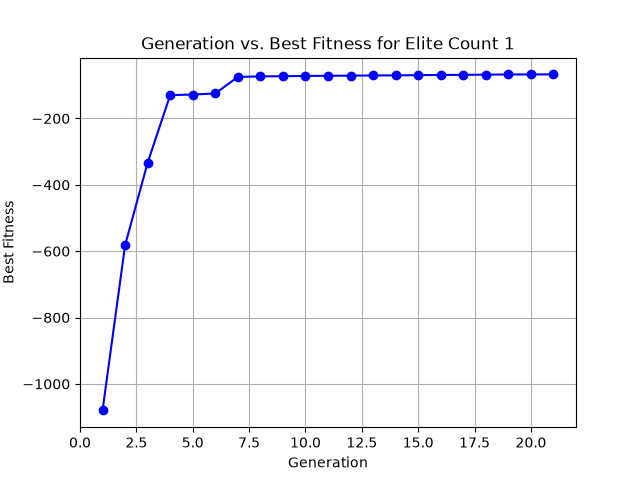 Generation vs. Best Fitness for Elite Count 1
Best Fitness
−200
−400
−600
−800
−1000
0.0 2.5 5.0 7.5 10.0 12.5 15.0 17.5 20.0
Generation